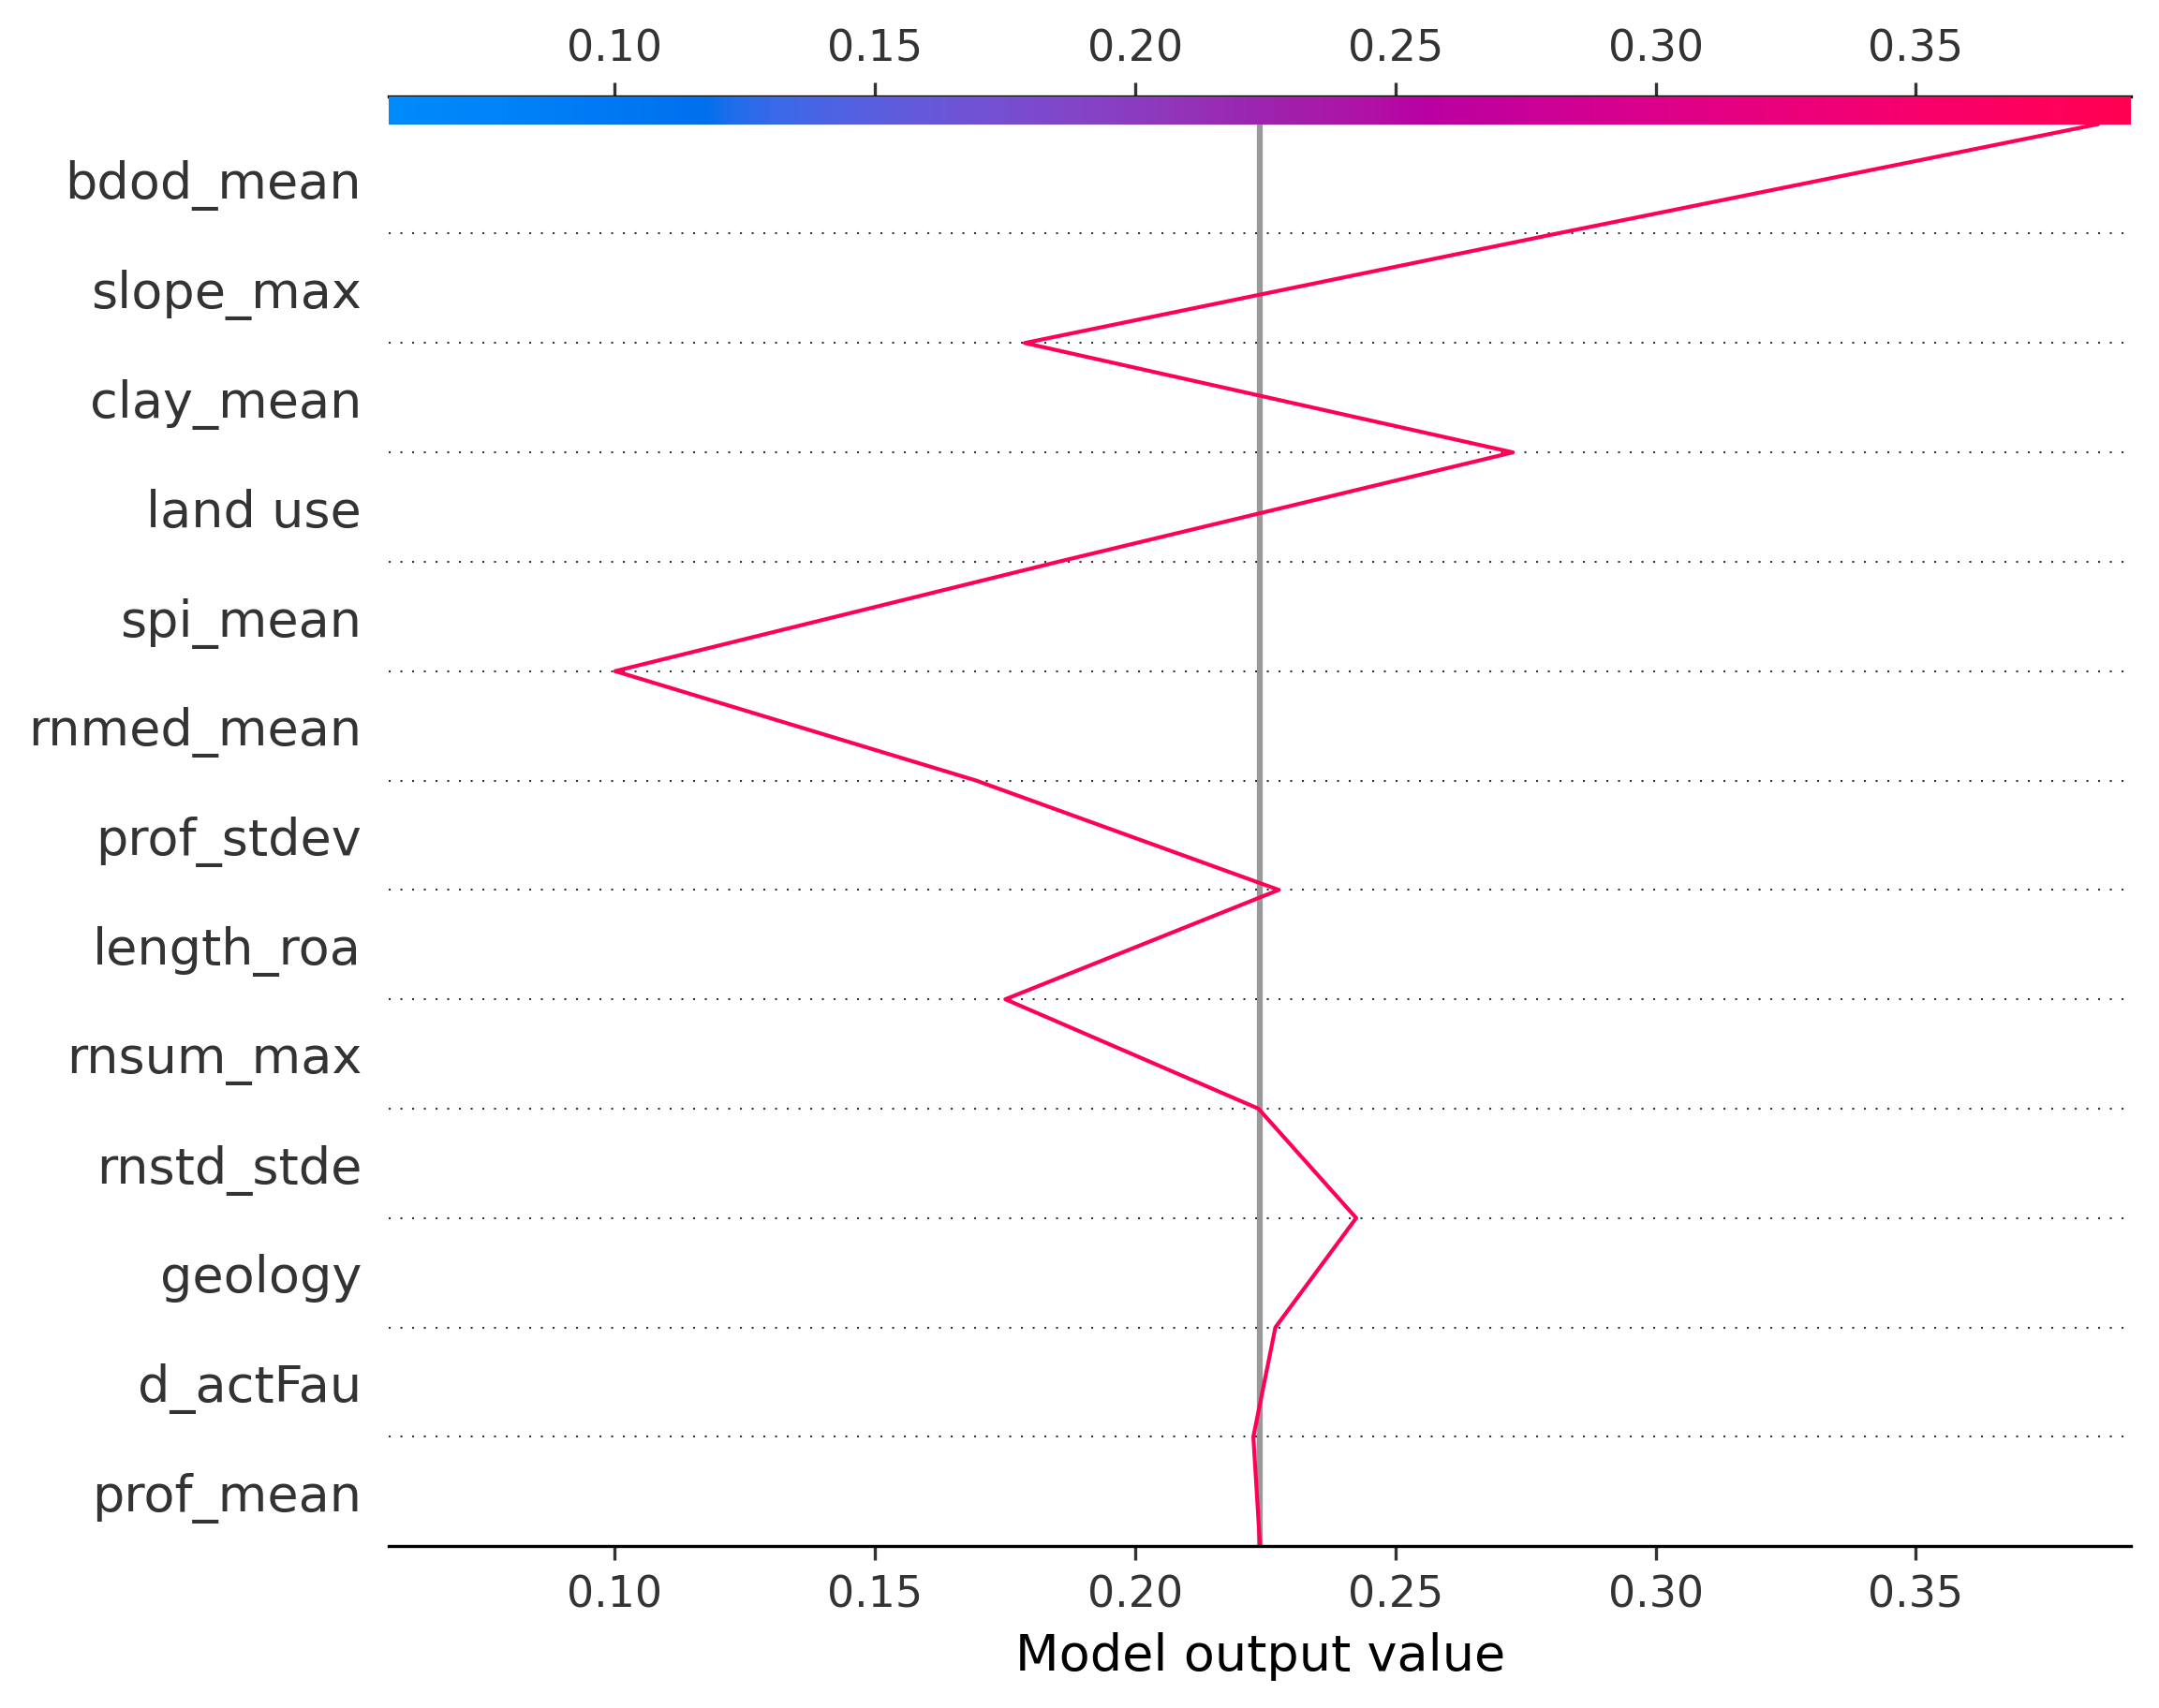 0.10 0.15 0.20 0.25 0.30 0.35
bdod_mean
slope_max
clay_mean
land use
spi_mean
rnmed_mean
prof_stdev
length_roa
rnsum_max
rnstd_stde
geology
d_actFau
prof_mean
0.10 0.15 0.20 0.25 0.30 0.35
Model output value